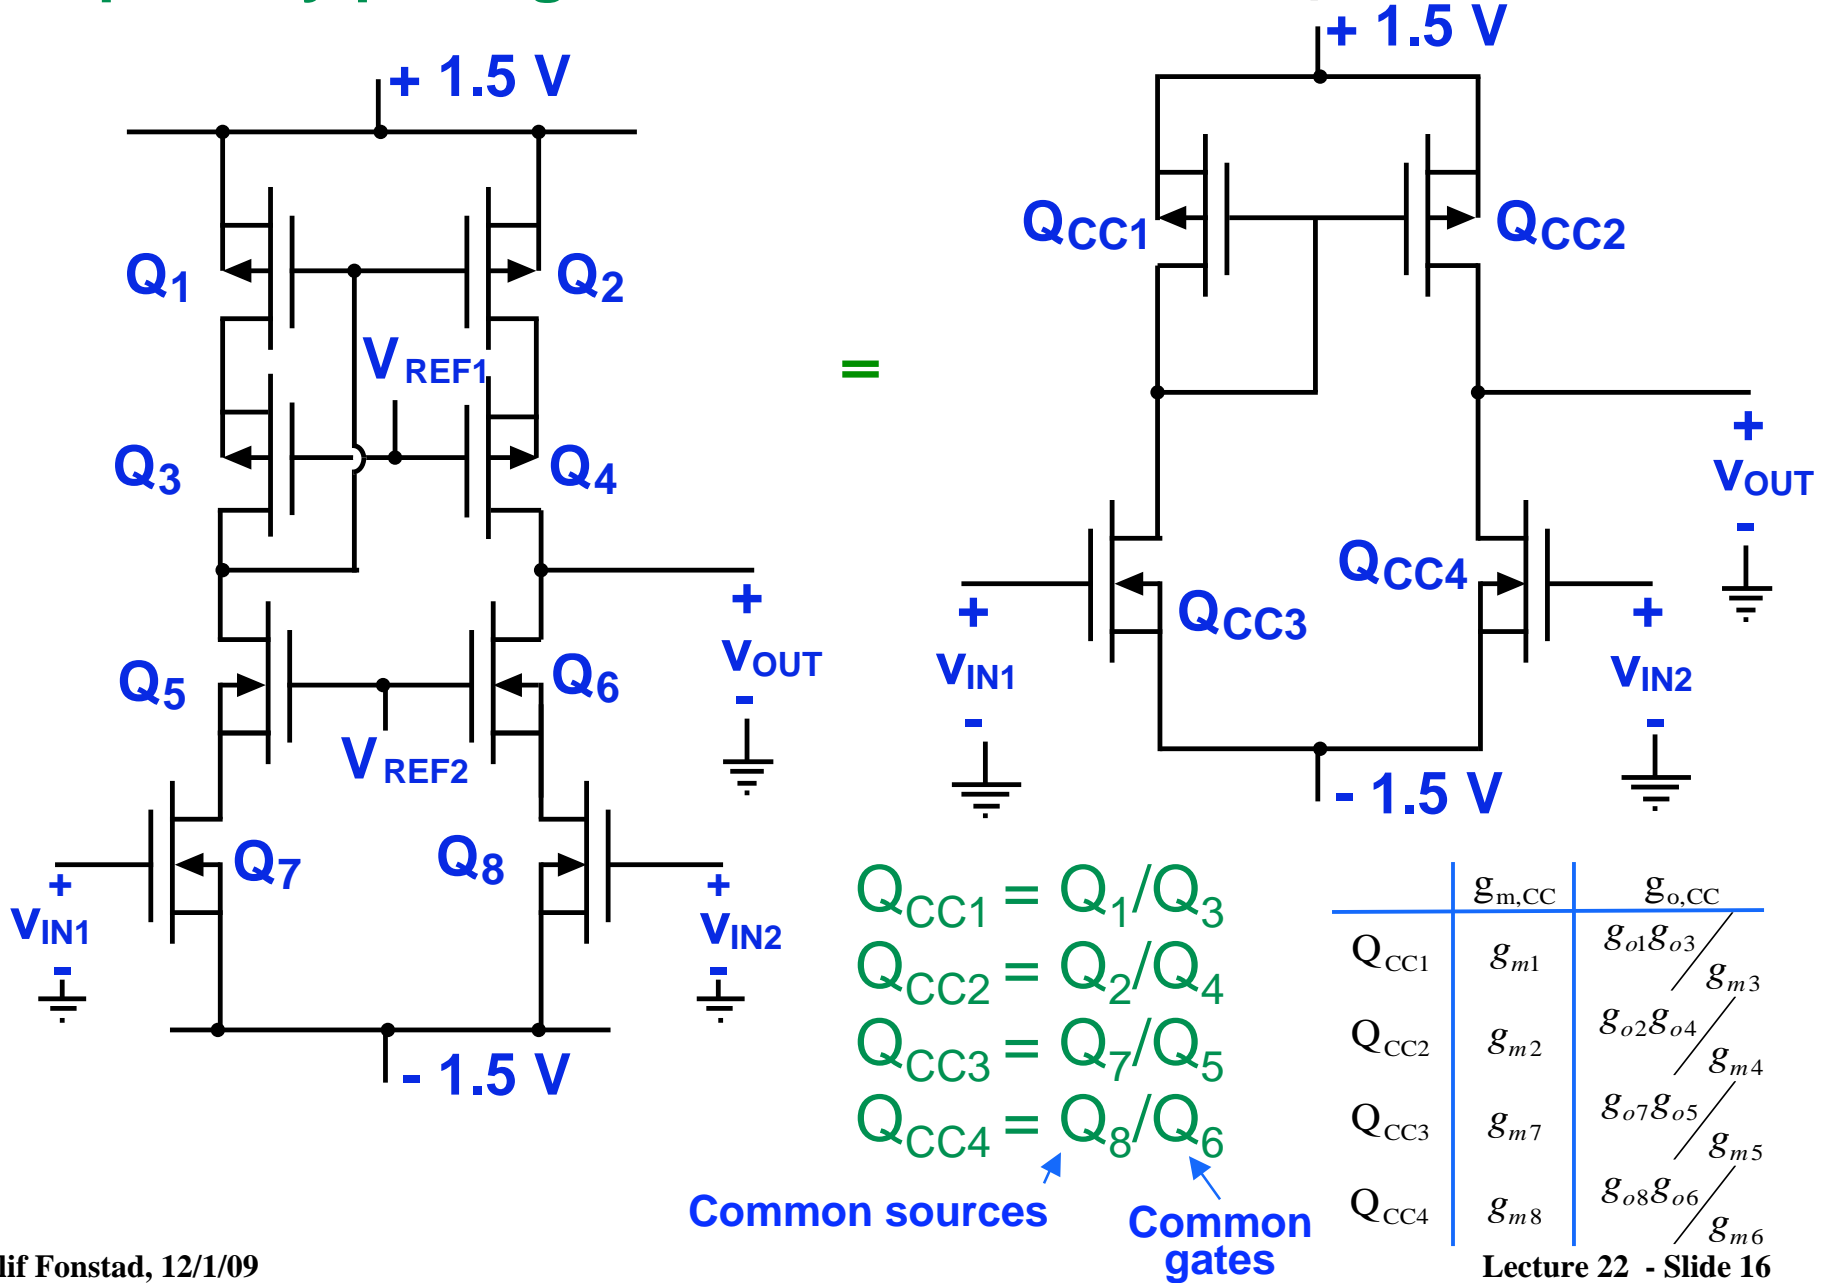 + 1.5 V
Q1
Q2
VREF1
Q3
Q4
Q5
Q6
VREF2
vOUT
+
-
Q7
Q8
+
vIN1
-
+
vIN2
-
- 1.5 V
=
+ 1.5 V
QCC1
QCC2
+
vOUT
-
QCC3
QCC4
+
vIN1
-
+
vIN2
-
- 1.5 V
QCC1 = Q1/Q3
QCC2 = Q2/Q4
QCC3 = Q7/Q5
QCC4 = Q8/Q6
Common sources
Common
gates
gm,CC go,CC
QCC1 gm1 go1go3/gm3
QCC2 gm2 go2go4/gm4
QCC3 gm7 go7go5/gm5
QCC4 gm8 go8go6/gm6
lif Fonstad, 12/1/09
Lecture 22 - Slide 16